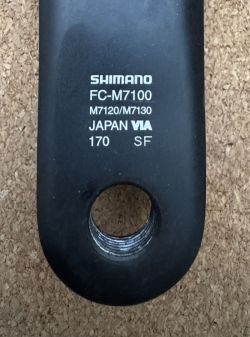 SHIMANO
FC-M7100
M7120/M7130
JAPAN VIA
170 SF